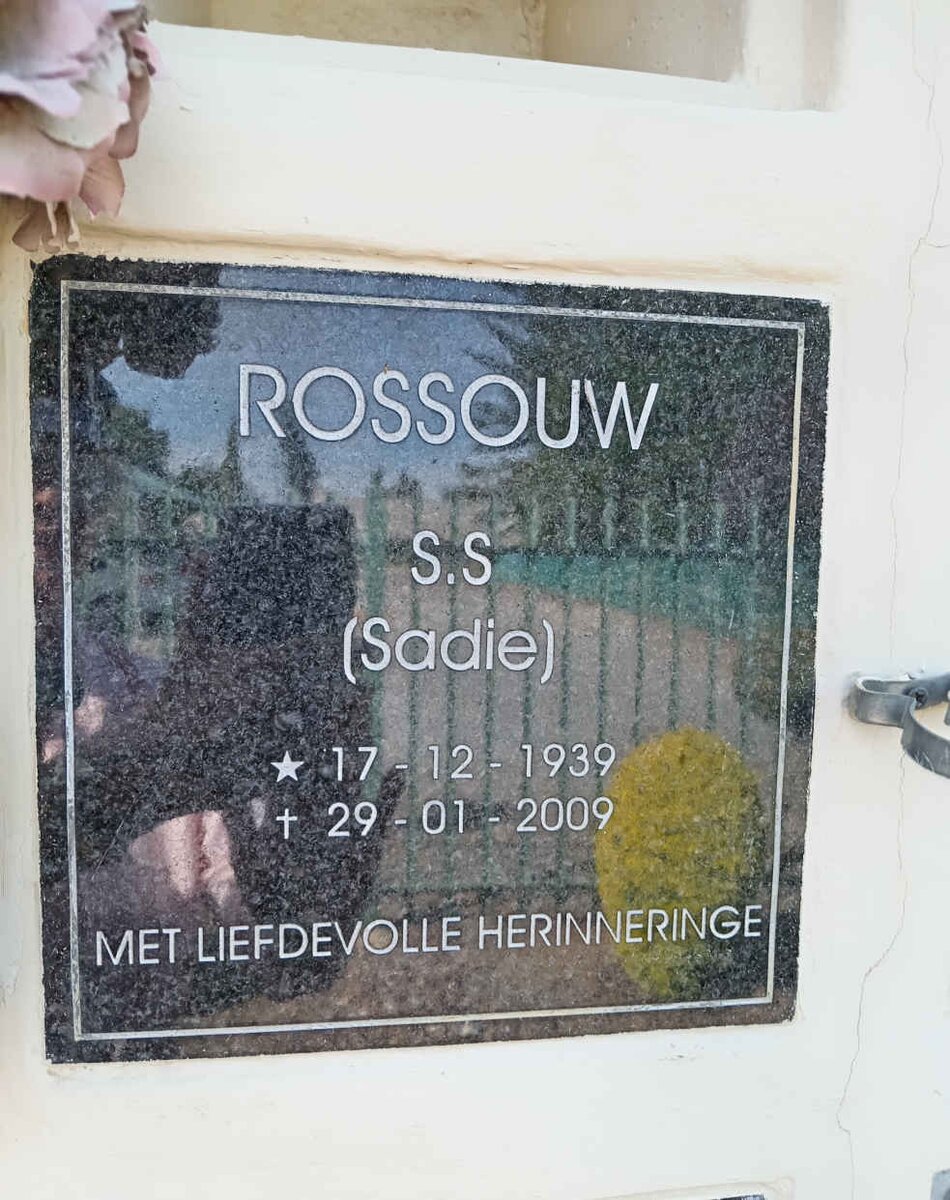 ROSSOUW
S.S
(Sadie)
★ 17 - 12 - 1939
† 29 - 01 - 2009
MET LIEFDEVOLLE HERINNERINGE